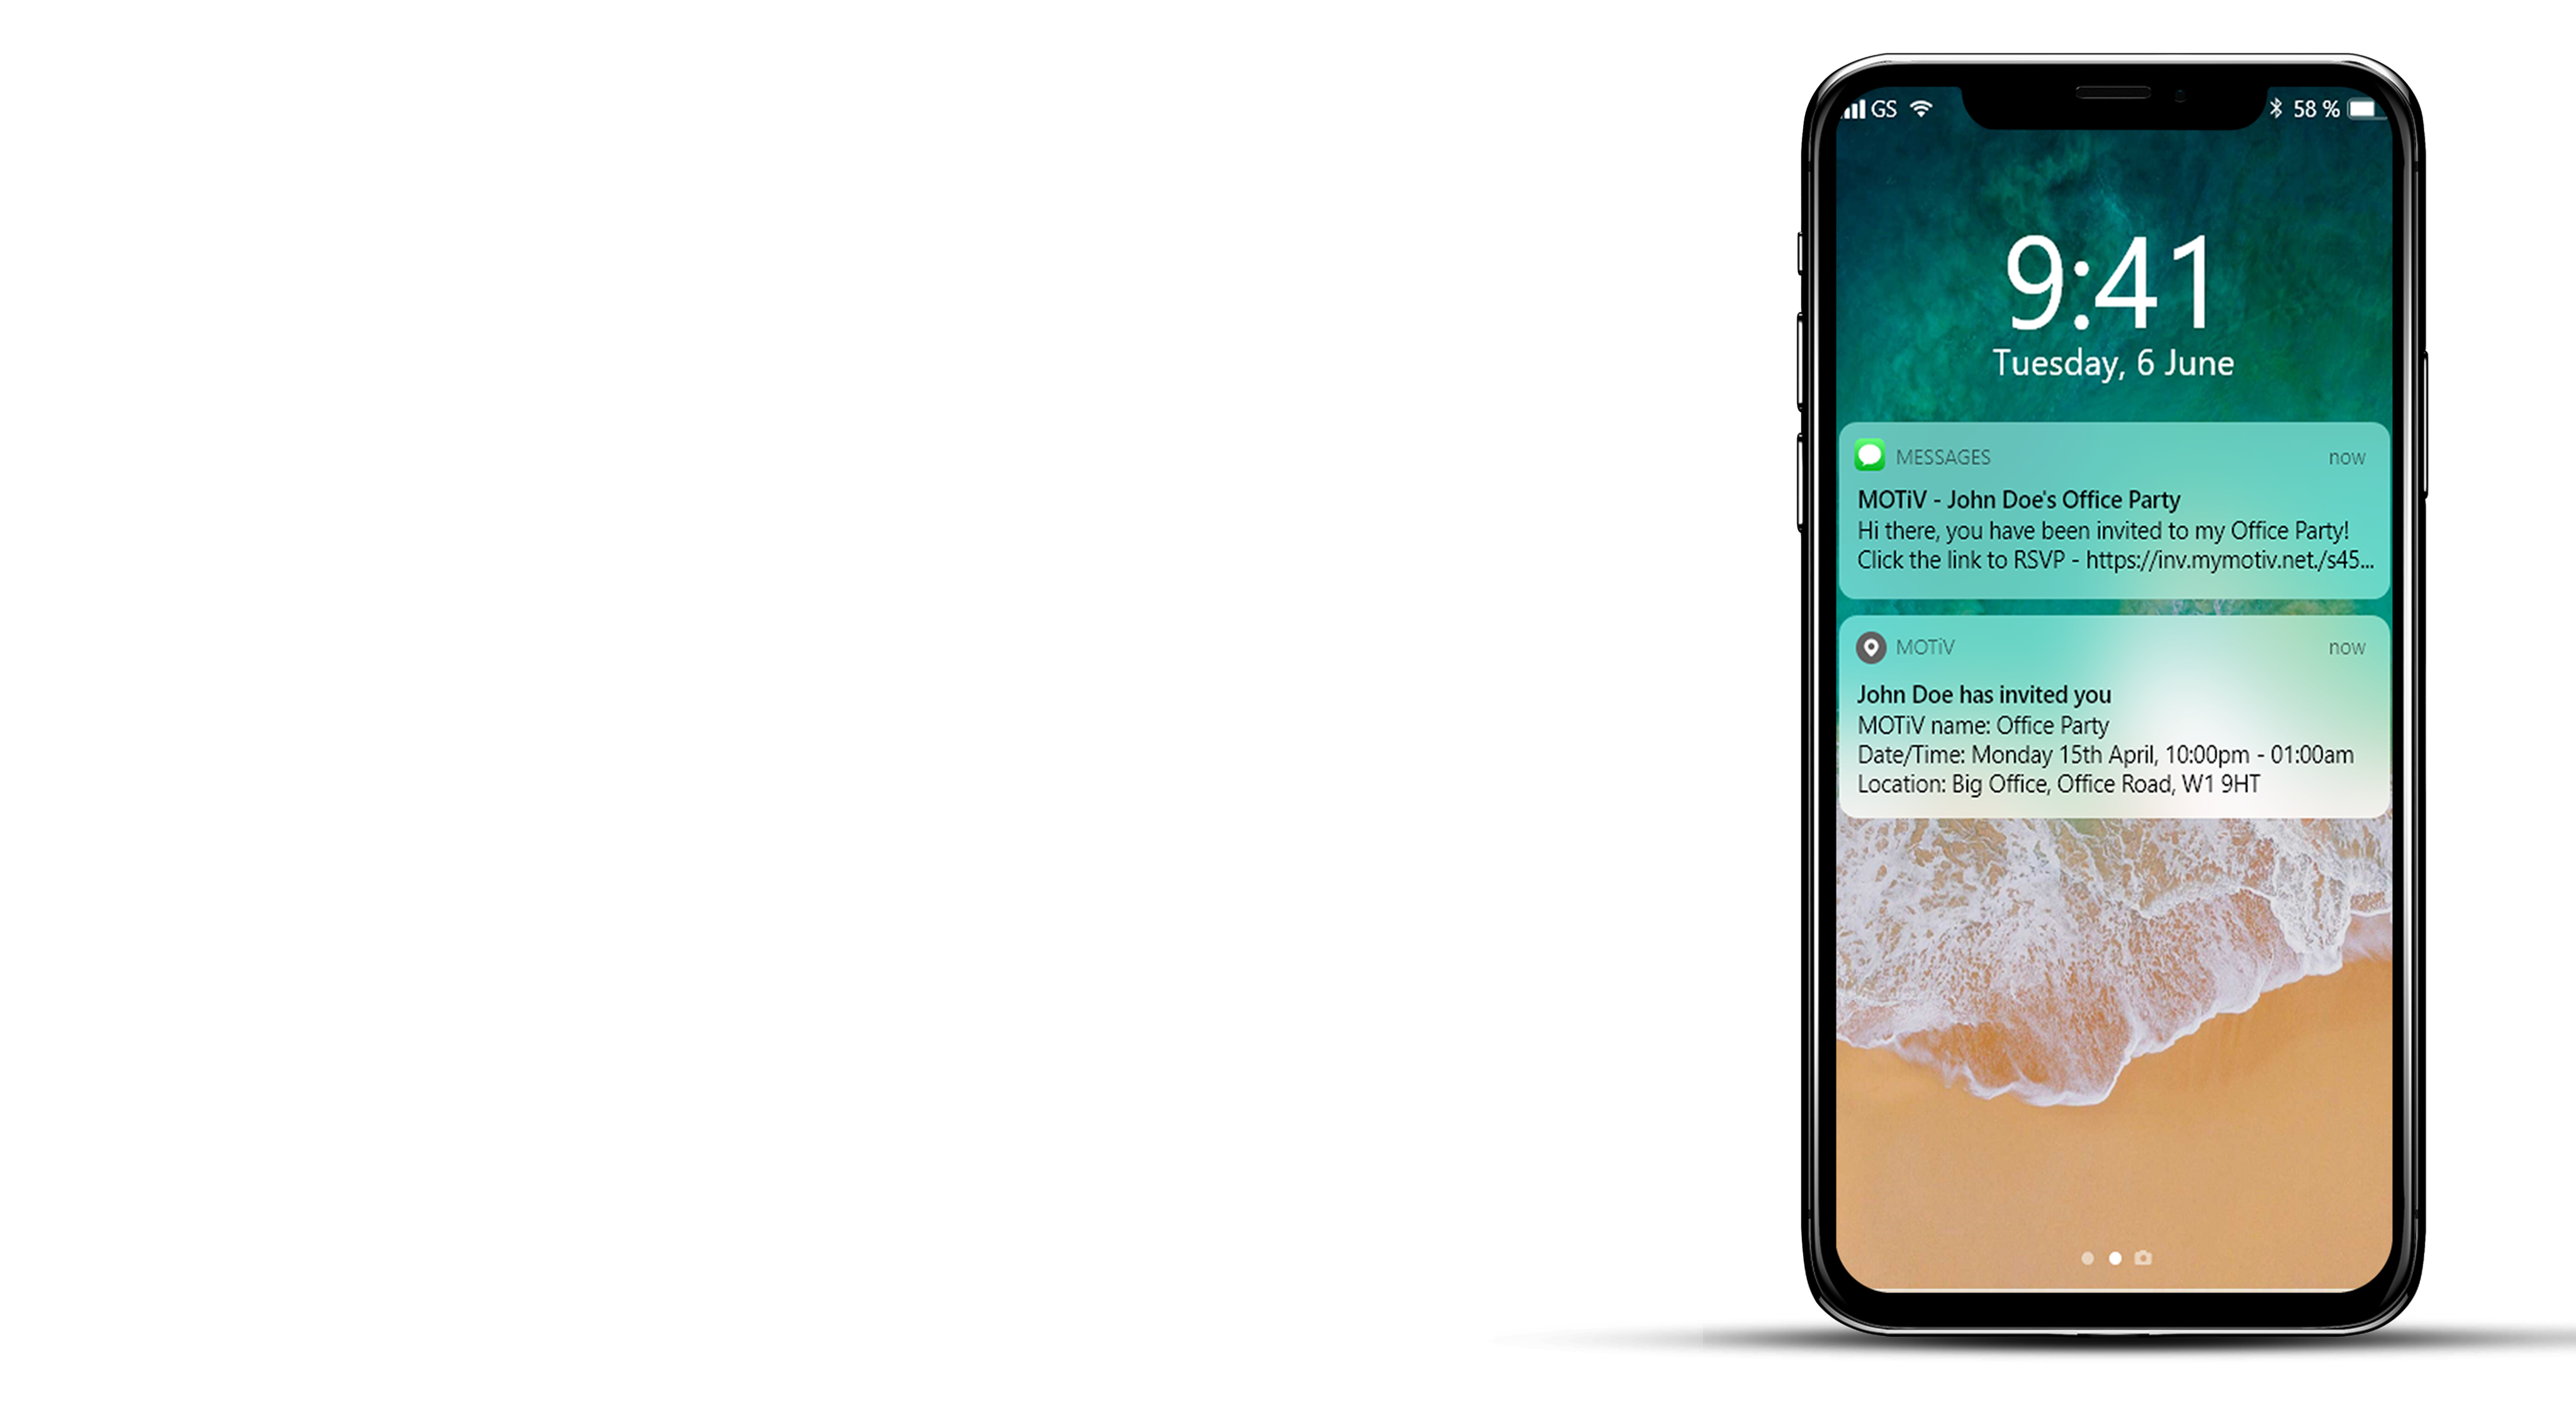 GS 58 %
9:41
Tuesday, 6 June
MESSAGES now
MOTiV - John Doe's Office Party
Hi there, you have been invited to my Office Party!
Click the link to RSVP - https://inv.mymotiv.net./s45...
MOTiV now
John Doe has invited you
MOTiV name: Office Party
Date/Time: Monday 15th April, 10:00pm - 01:00am
Location: Big Office, Office Road, W1 9HT